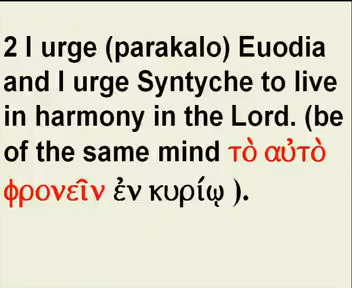 2 I urge (parakalo) Euodia
and I urge Syntyche to live
in harmony in the Lord. (be
of the same mind τὸ αὐτὸ
φρονεῖν ἐν κυρίῳ ).